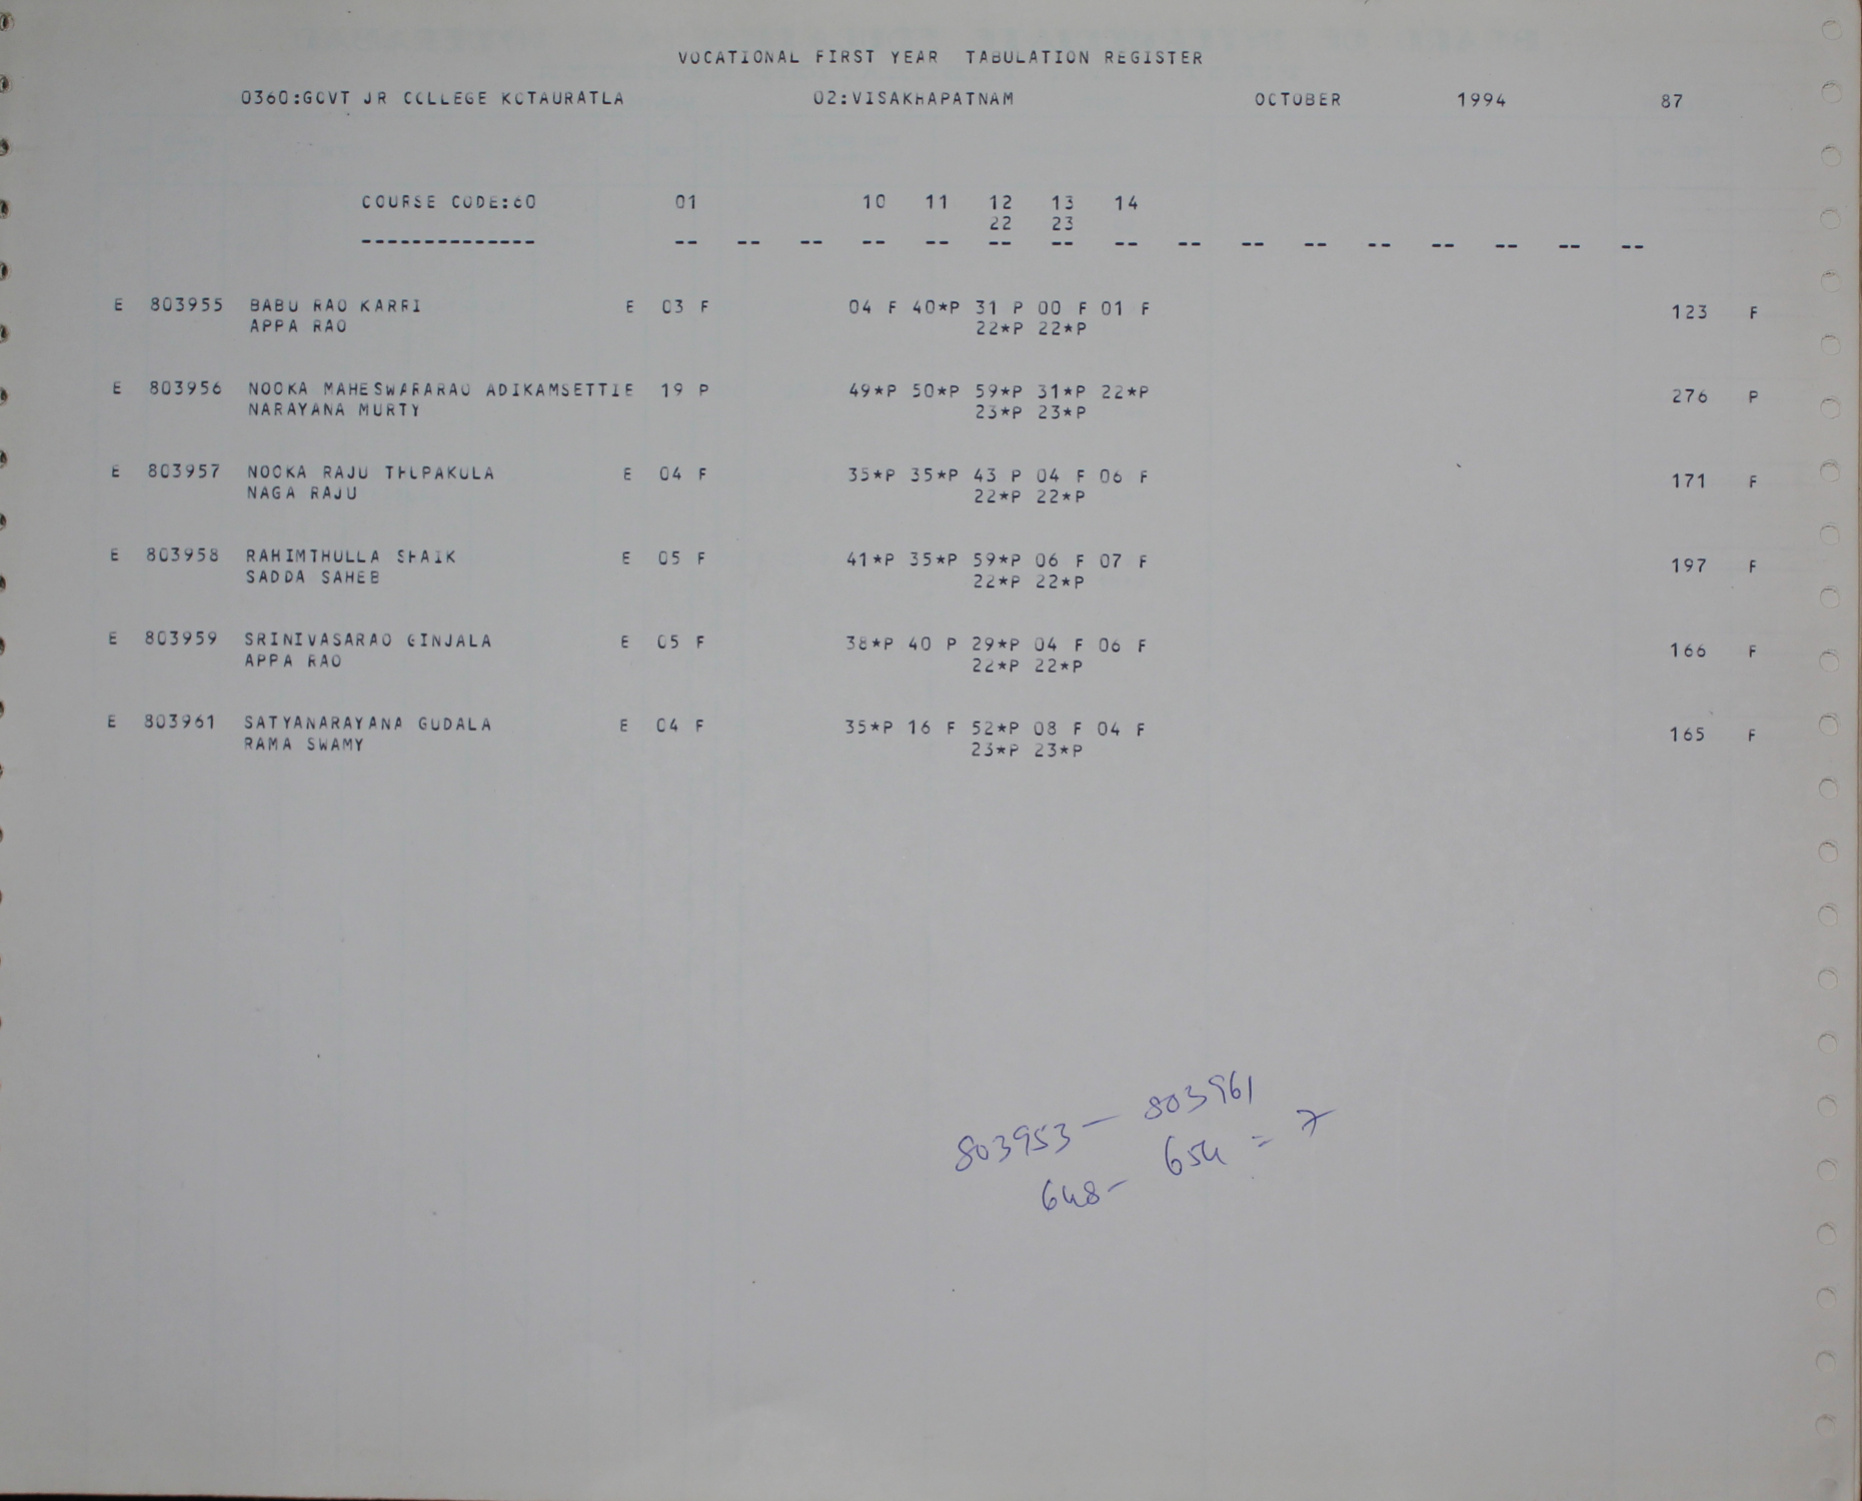 VOCATIONAL FIRST YEAR TABULATION REGISTER
0360:GOVT JR COLLEGE KOTAURATLA 02:VISAKHAPATNAM OCTOBER 1994 87
COURSE CODE:60 01 10 11 12 13 14
22 23
-------------- -- -- -- -- -- -- -- -- -- -- -- -- -- -- -- --
E 803955 BABU RAO KARRI E 03 F 04 F 40*P 31 P 00 F 01 F 123 F
APPA RAO 22*P 22*P
E 803956 NOOKA MAHESWARARAO ADIKAMSETTIE 19 P 49*P 50*P 59*P 31*P 22*P 276 P
NARAYANA MURTY 23*P 23*P
E 803957 NOOKA RAJU THUPAKULA E 04 F 35*P 35*P 43 P 04 F 06 F 171 F
NAGA RAJU 22*P 22*P
E 803958 RAHIMTHULLA SHAIK E 05 F 41*P 35*P 59*P 06 F 07 F 197 F
SADDA SAHEB 22*P 22*P
E 803959 SRINIVASARAO GINJALA E 05 F 38*P 40 P 29*P 04 F 06 F 166 F
APPA RAO 22*P 22*P
E 803961 SATYANARAYANA GUDALA E 04 F 35*P 16 F 52*P 08 F 04 F 165 F
RAMA SWAMY 23*P 23*P
803953 - 803961
648 - 654 = 7